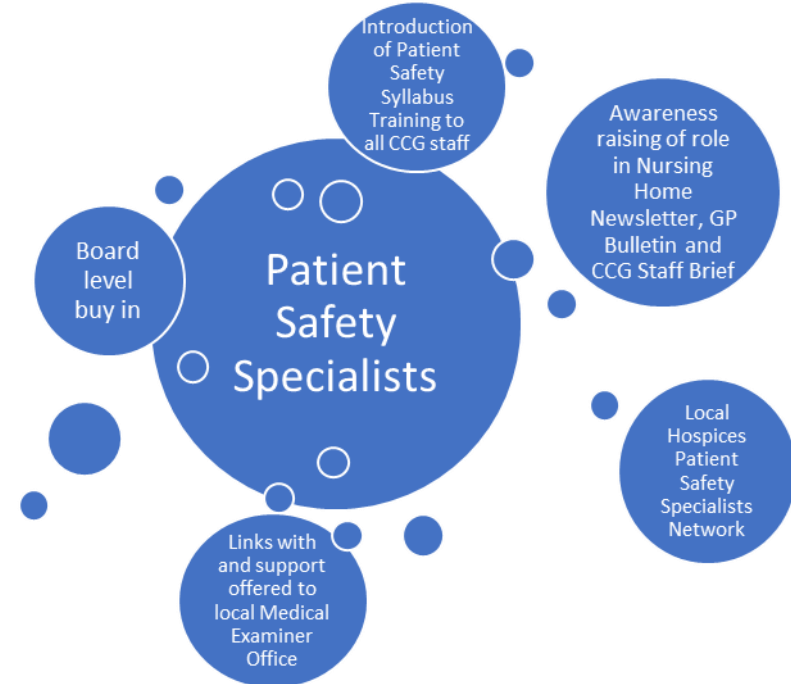 Introduction
of Patient
Safety
Syllabus
Training to
all CCG staff
Awareness
raising of role
in Nursing
Home
Newsletter, GP
Bulletin and
CCG Staff Brief
Board
level
buy in
Patient
Safety
Specialists
Local
Hospices
Patient
Safety
Specialists
Network
Links with
and support
offered to
local Medical
Examiner
Office